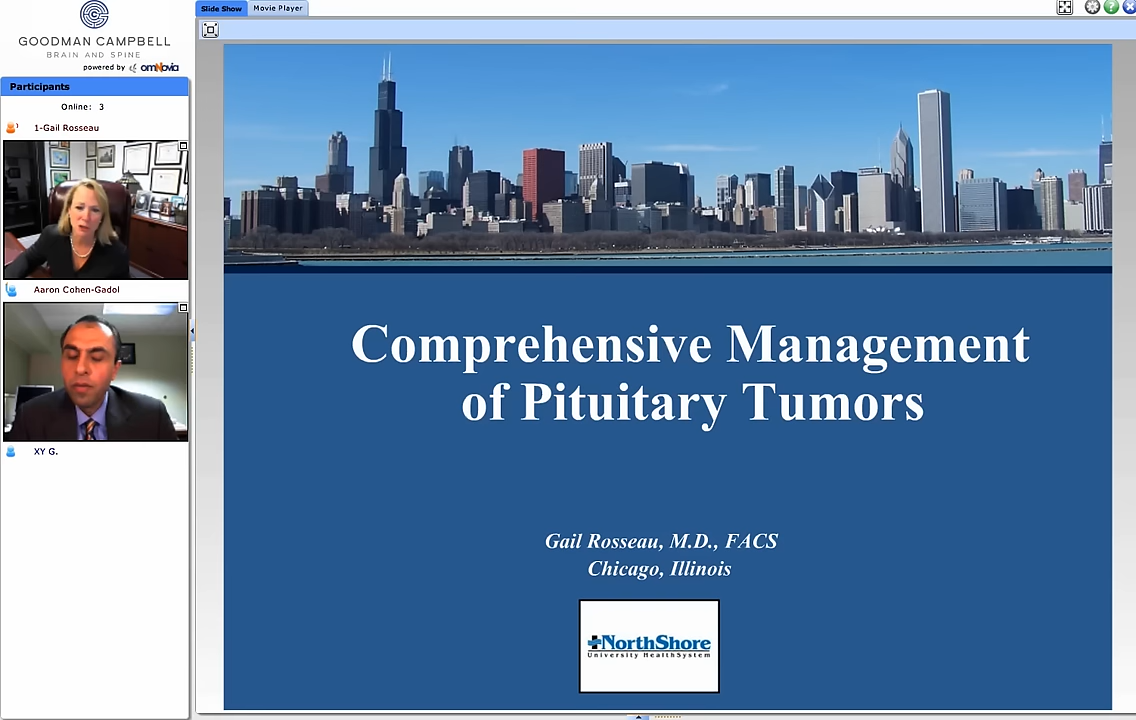 GOODMAN CAMPBELL
BRAIN AND SPINE
powered by omNovia
Participants
Online: 3
1-Gail Rosseau
Aaron Cohen-Gadol
XY G.
Slide Show
Movie Player
Comprehensive Management
of Pituitary Tumors
Gail Rosseau, M.D., FACS
Chicago, Illinois
NorthShore
University HealthSystem